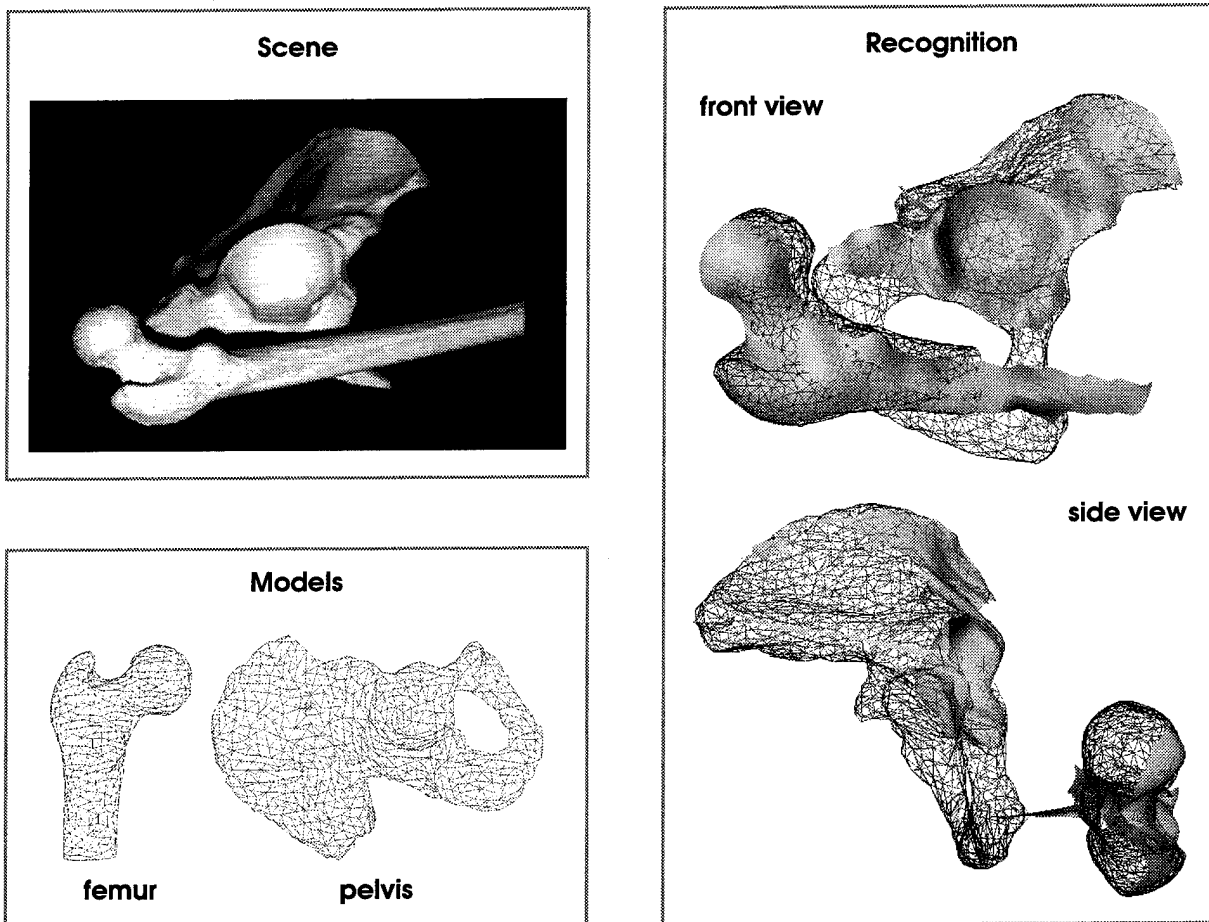 Scene
Models
femur
pelvis
Recognition
front view
side view